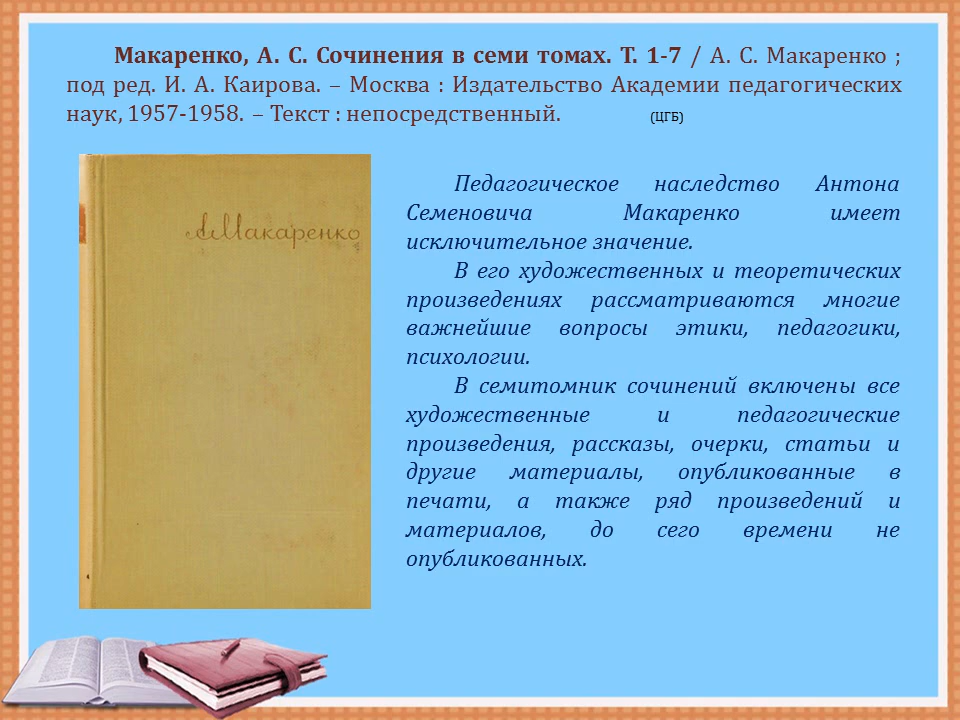 Макаренко, А. С. Сочинения в семи томах. Т. 1-7 / А. С. Макаренко ;
под ред. И. А. Каирова. – Москва : Издательство Академии педагогических
наук, 1957-1958. – Текст : непосредственный. (ЦГБ)
А.Макаренко
Педагогическое наследство Антона
Семеновича Макаренко имеет
исключительное значение.
В его художественных и теоретических
произведениях рассматриваются многие
важнейшие вопросы этики, педагогики,
психологии.
В семитомник сочинений включены все
художественные и педагогические
произведения, рассказы, очерки, статьи и
другие материалы, опубликованные в
печати, а также ряд произведений и
материалов, до сего времени не
опубликованных.